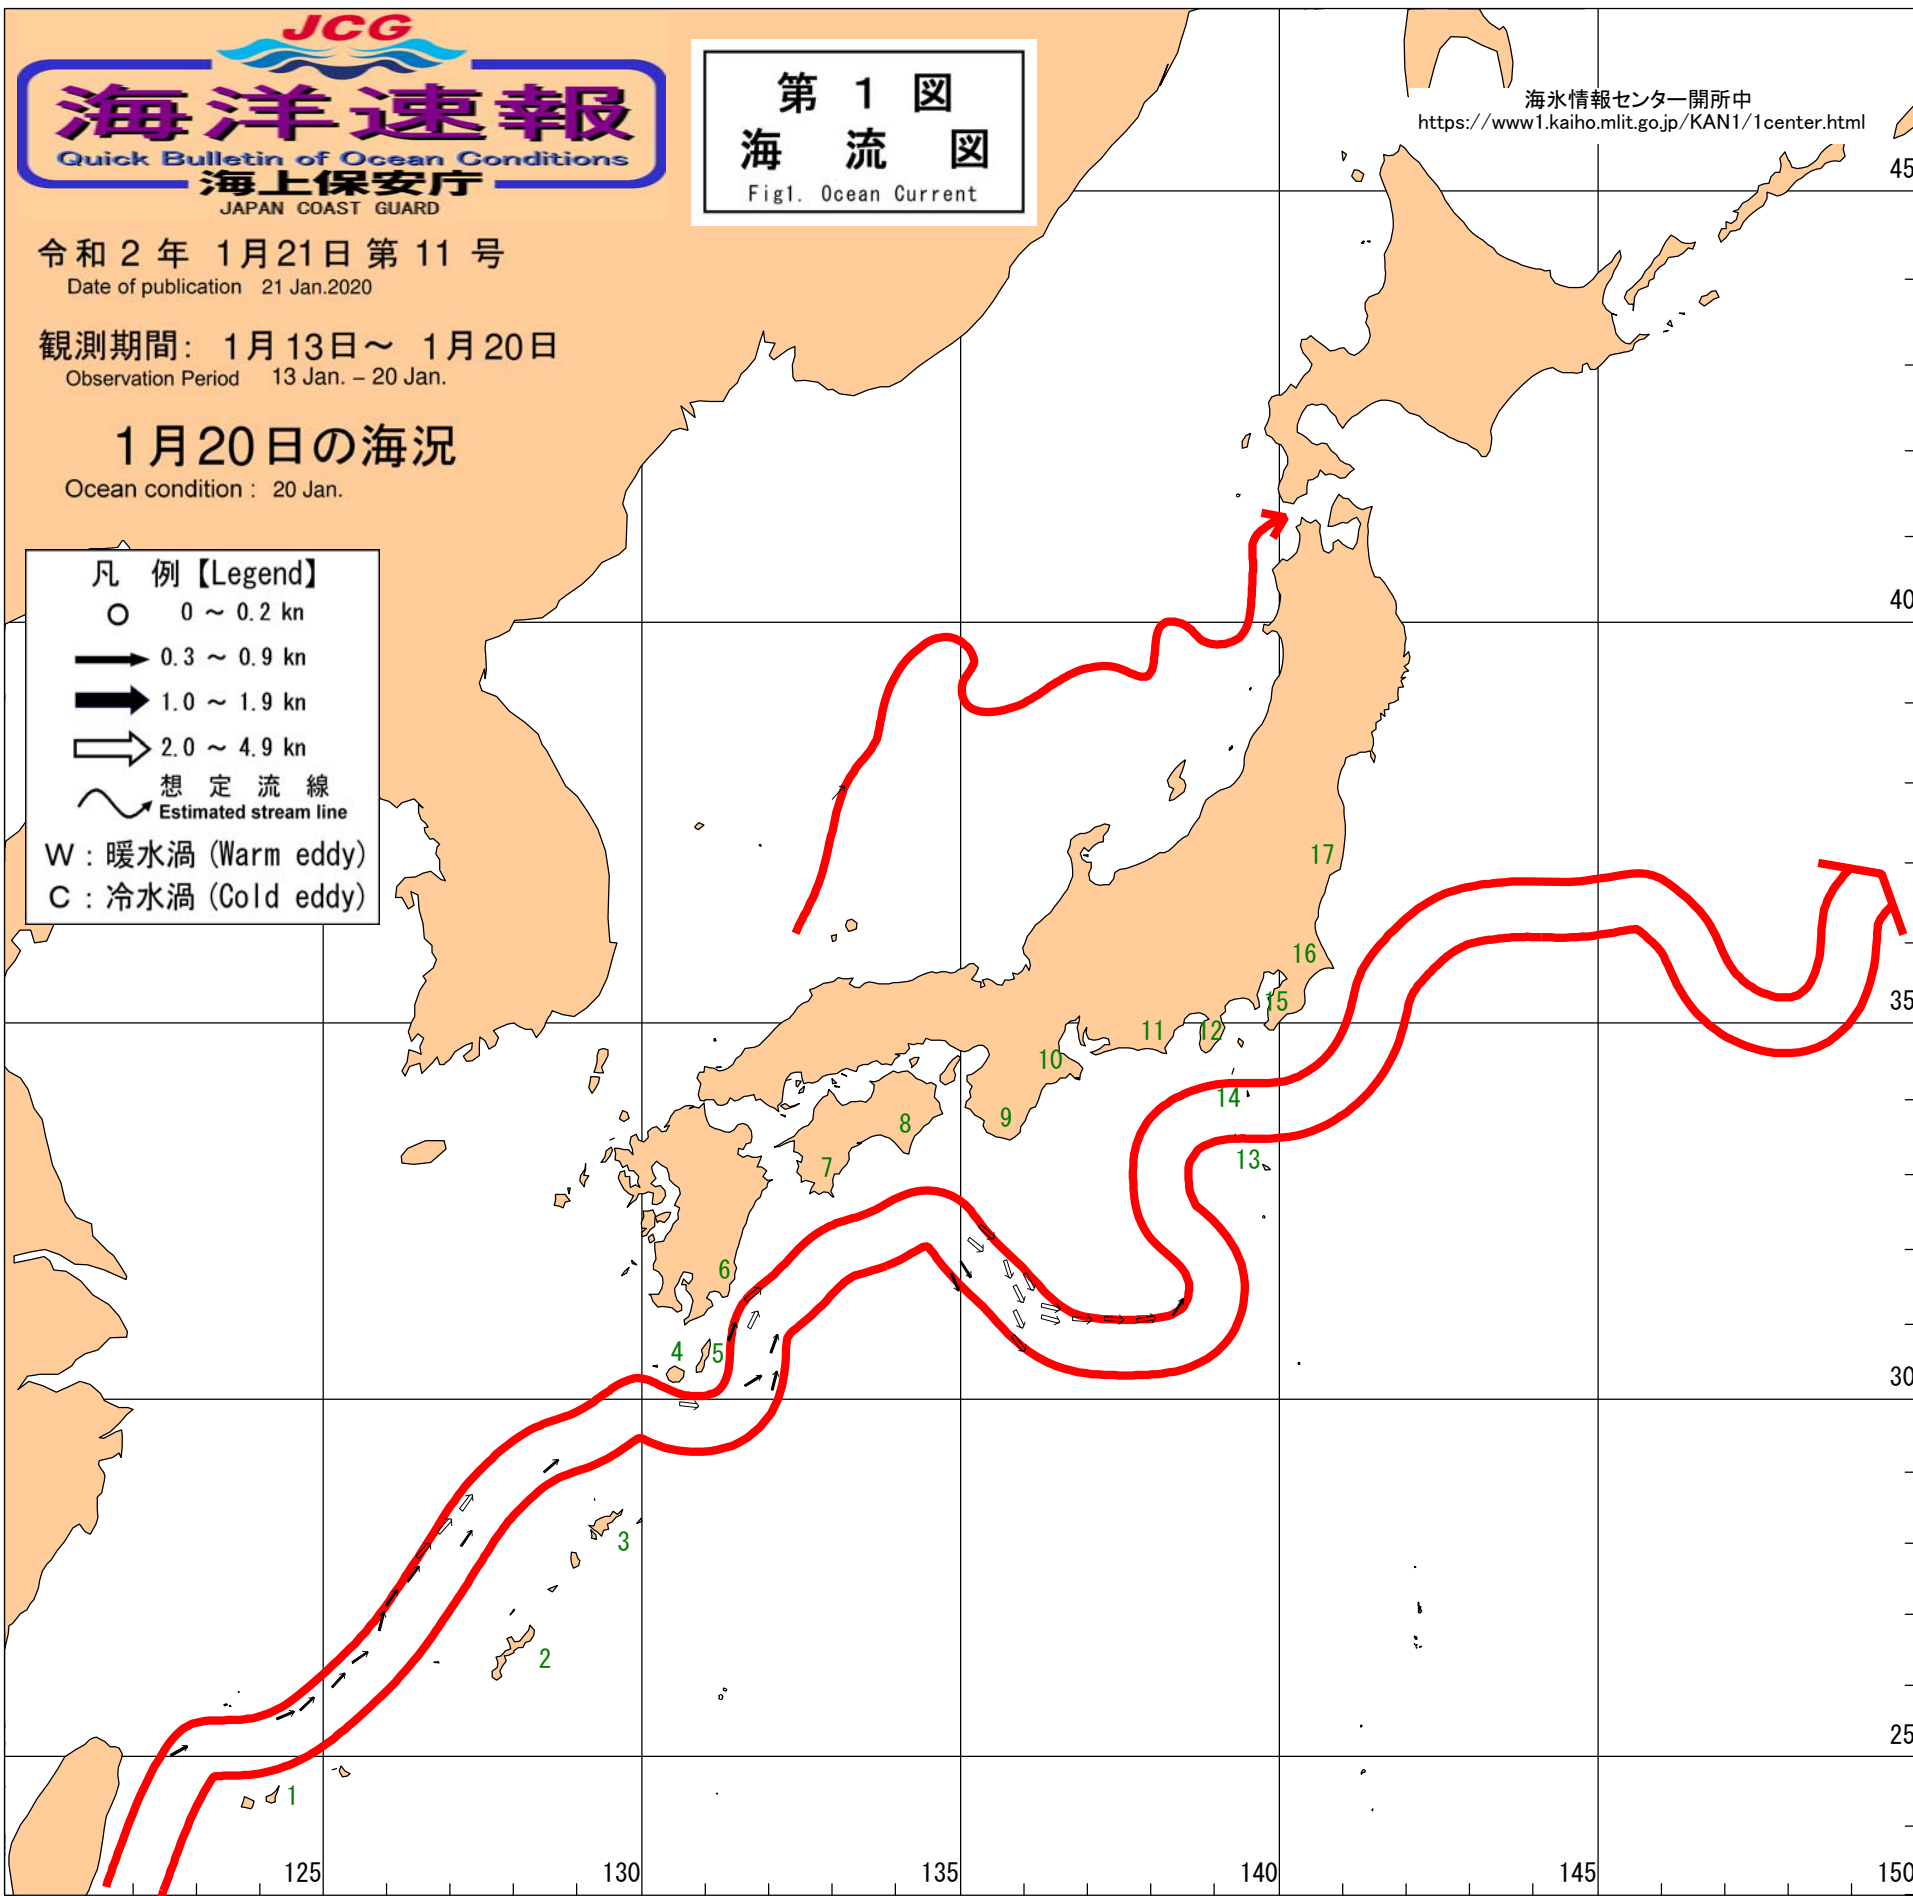 JCG
海洋速報
Quick Bulletin of Ocean Conditions
海上保安庁
JAPAN COAST GUARD
令和 2 年 1月21日 第 11 号
Date of publication 21 Jan.2020
観測期間: 1月13日～ 1月20日
Observation Period 13 Jan. – 20 Jan.
1月20日の海況
Ocean condition : 20 Jan.
第 1 図
海 流 図
Fig1. Ocean Current
海氷情報センター開所中
https://www1.kaiho.mlit.go.jp/KAN1/1center.html
凡 例【Legend】
0 ～ 0.2 kn
0.3 ～ 0.9 kn
1.0 ～ 1.9 kn
2.0 ～ 4.9 kn
想 定 流 線
Estimated stream line
W : 暖水渦 (Warm eddy)
C : 冷水渦 (Cold eddy)
45
40
17
16
35
15
12
11
10
14
9
8
13
7
6
4
5
30
3
2
25
1
125
130
135
140
145
150